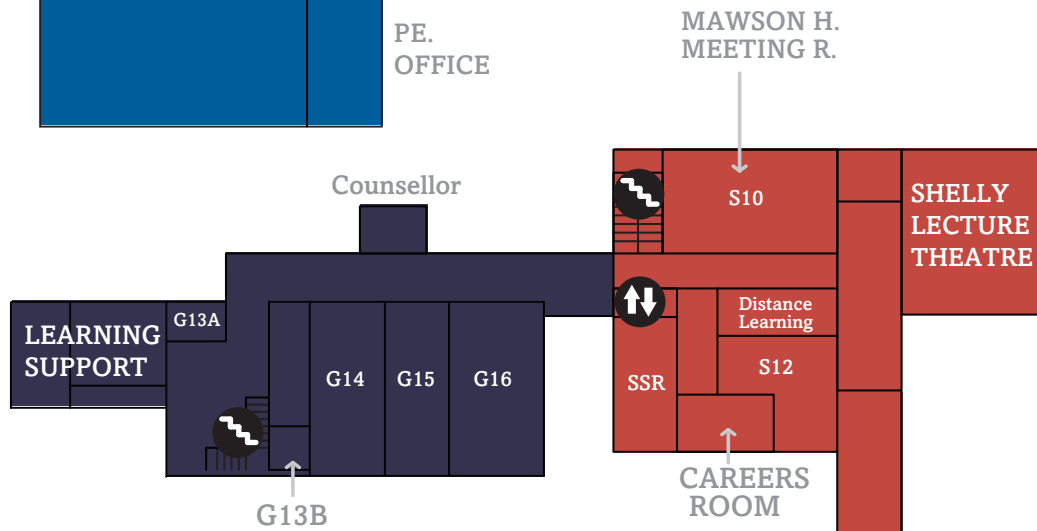 PE.
OFFICE
MAWSON H.
MEETING R.
Counsellor
S10
SHELLY
LECTURE
THEATRE
G13A
LEARNING
SUPPORT
G14
G15
G16
Distance
Learning
S12
SSR
CAREERS
ROOM
G13B